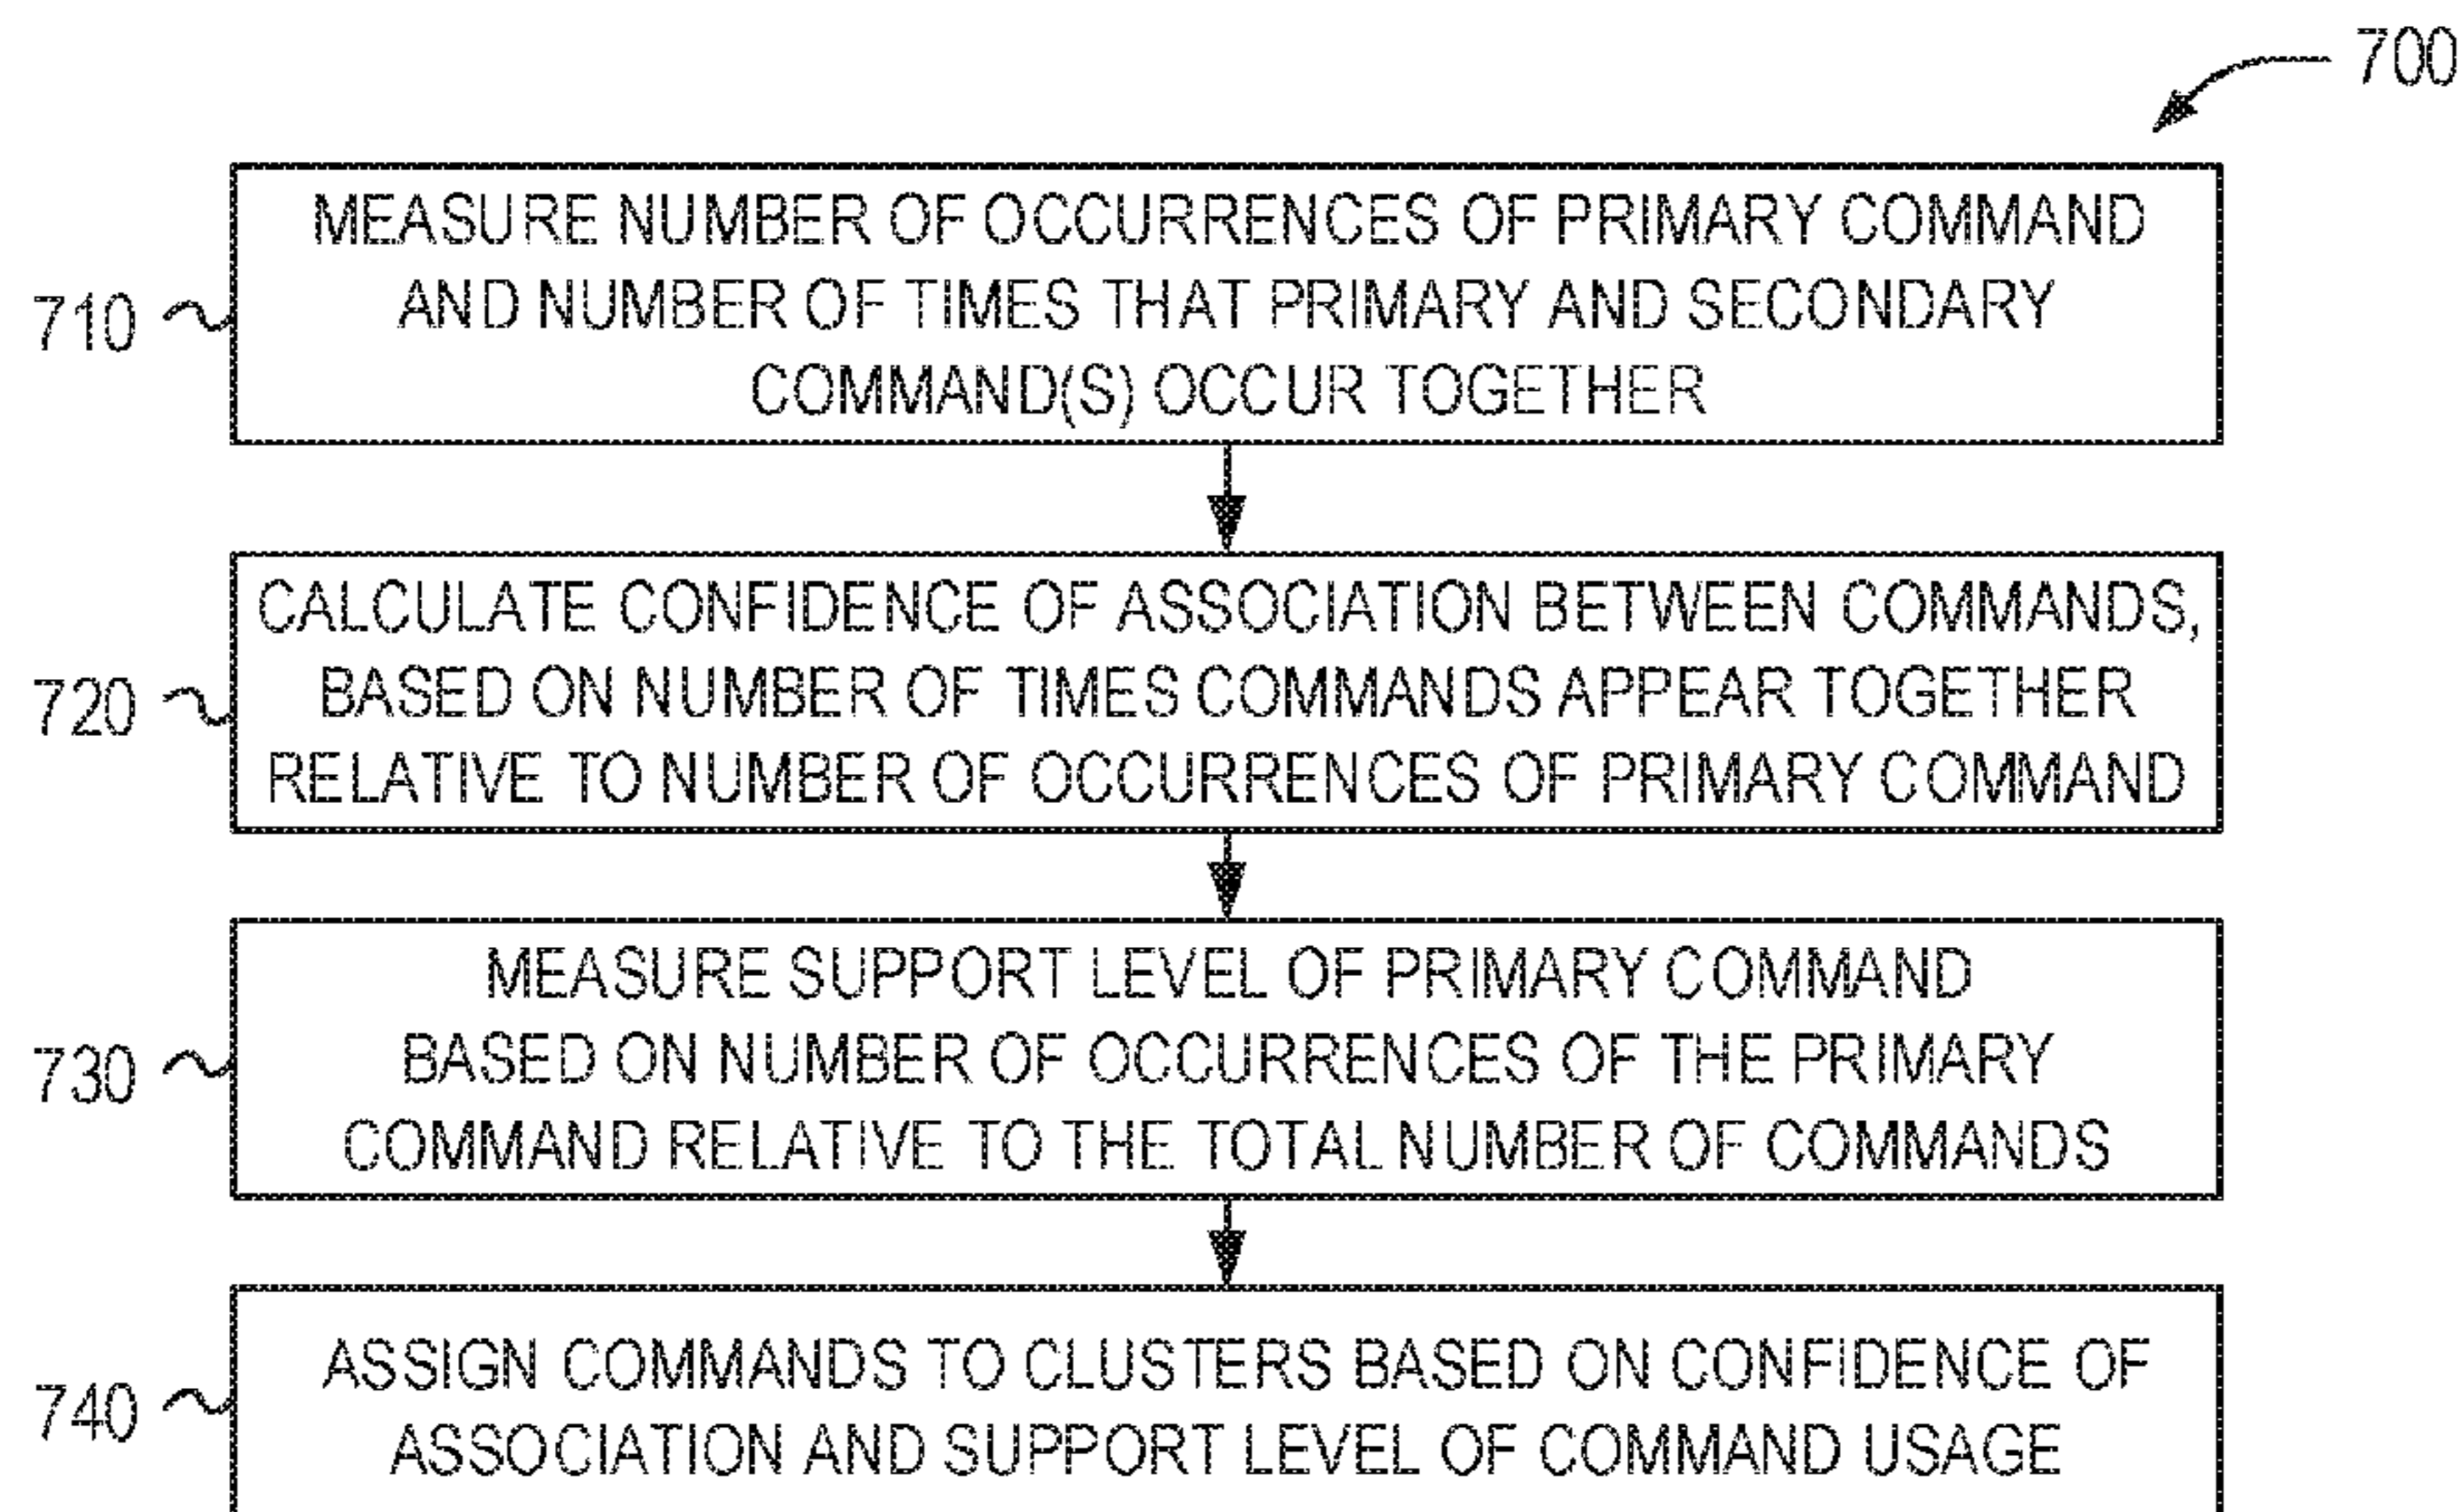 700
MEASURE NUMBER OF OCCURRENCES OF PRIMARY COMMAND
AND NUMBER OF TIMES THAT PRIMARY AND SECONDARY
COMMAND(S) OCCUR TOGETHER
710
CALCULATE CONFIDENCE OF ASSOCIATION BETWEEN COMMANDS,
BASED ON NUMBER OF TIMES COMMANDS APPEAR TOGETHER
RELATIVE TO NUMBER OF OCCURRENCES OF PRIMARY COMMAND
720
MEASURE SUPPORT LEVEL OF PRIMARY COMMAND
BASED ON NUMBER OF OCCURRENCES OF THE PRIMARY
COMMAND RELATIVE TO THE TOTAL NUMBER OF COMMANDS
730
ASSIGN COMMANDS TO CLUSTERS BASED ON CONFIDENCE OF
ASSOCIATION AND SUPPORT LEVEL OF COMMAND USAGE
740